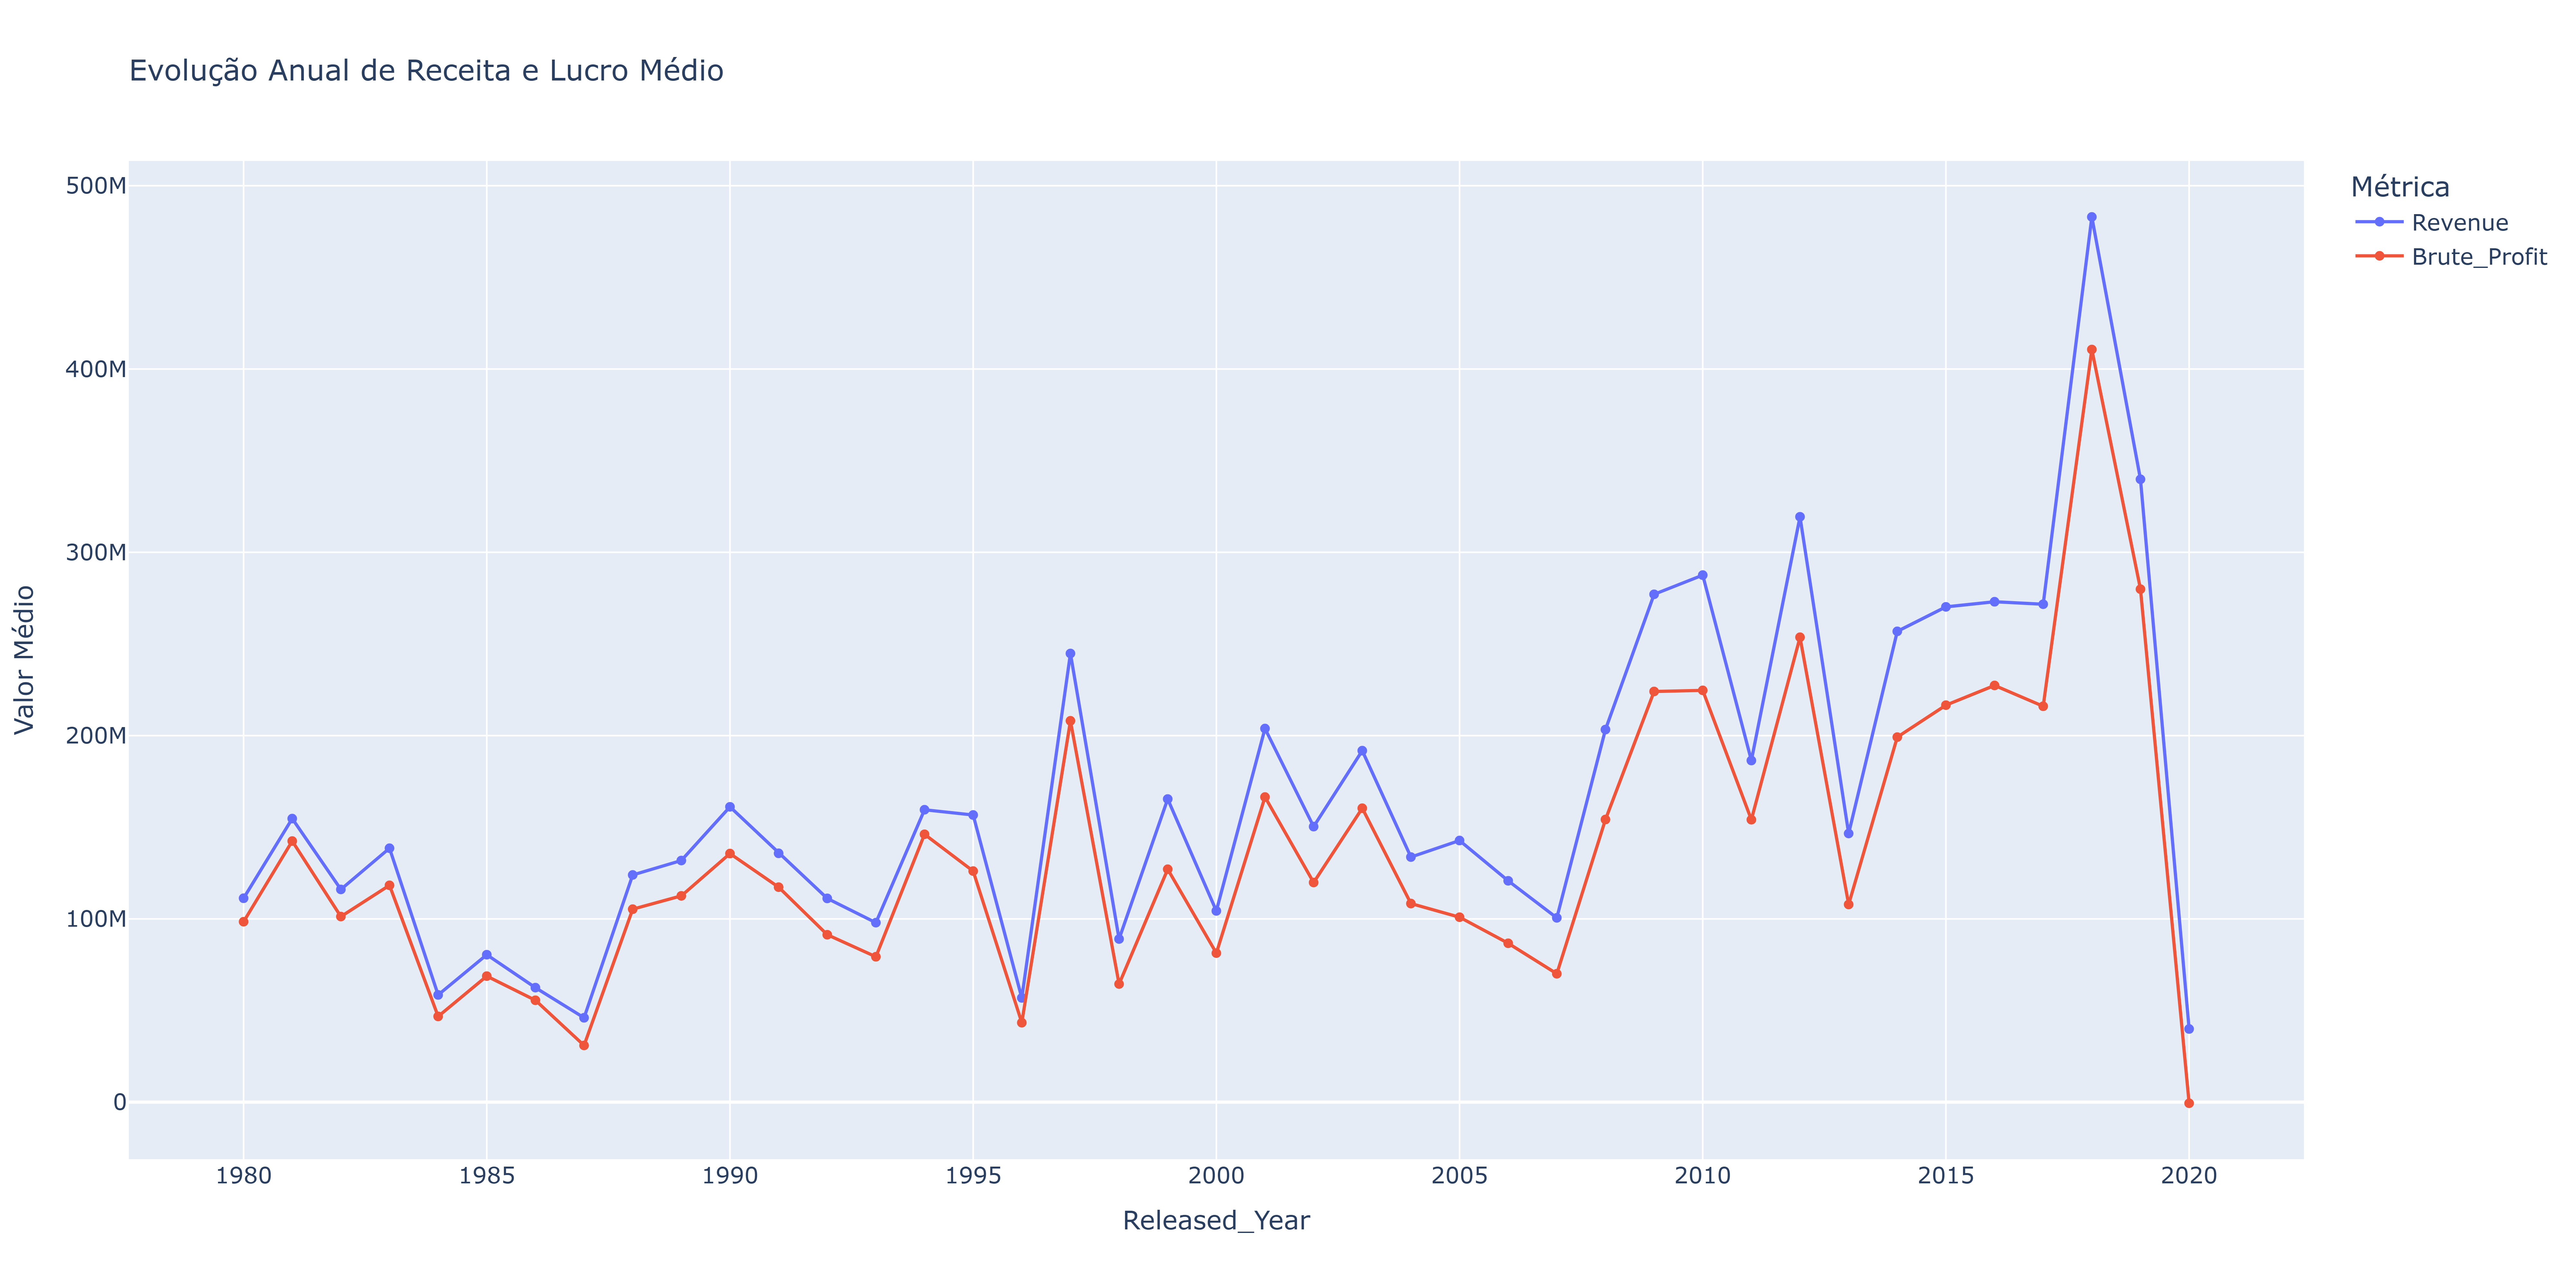 Evolução Anual de Receita e Lucro Médio
Métrica
Revenue
Brute_Profit
500M
400M
300M
200M
100M
0
Valor Médio
1980 1985 1990 1995 2000 2005 2010 2015 2020
Released_Year